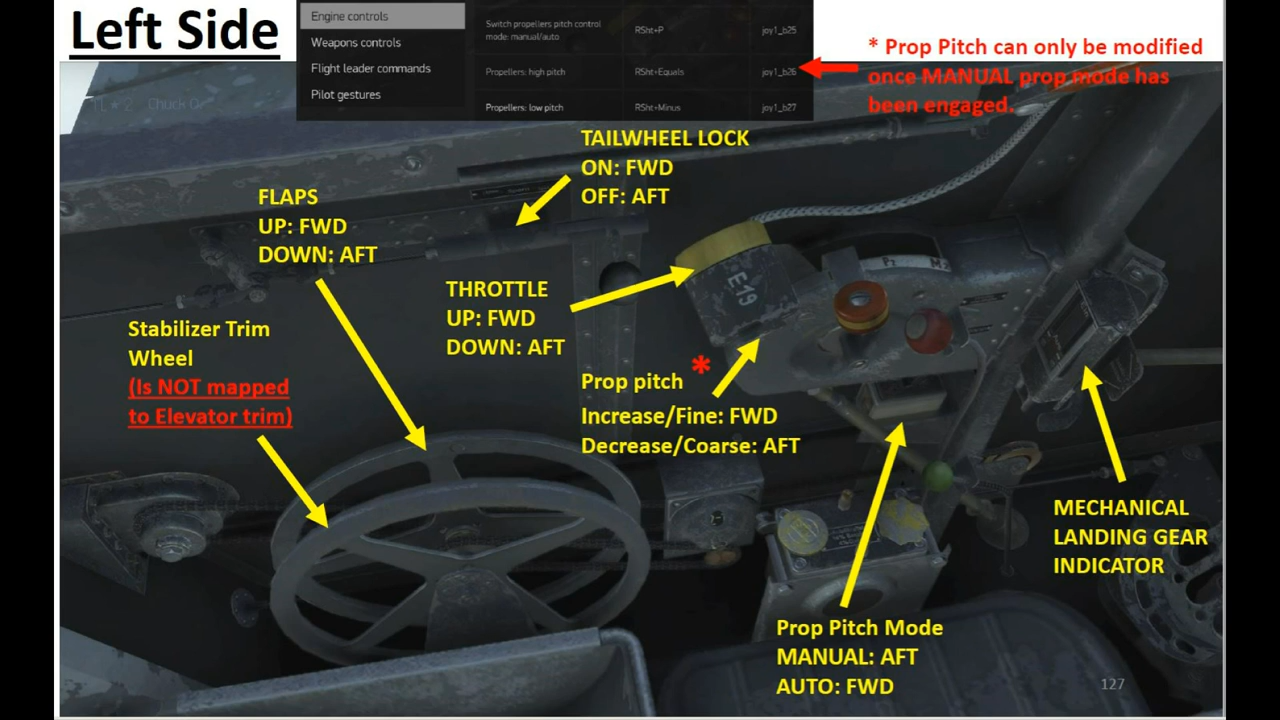 Left Side
Engine controls
Weapons controls
Flight leader commands
Pilot gestures
Switch propellers pitch control
mode: manual/auto
RSht+P
joy1_b25
Propellers: high pitch
RSht+Equals
joy1_b26
Propellers: low pitch
RSht+Minus
joy1_b27
* Prop Pitch can only be modified
once MANUAL prop mode has
been engaged.
TAILWHEEL LOCK
ON: FWD
OFF: AFT
FLAPS
UP: FWD
DOWN: AFT
THROTTLE
UP: FWD
DOWN: AFT
E19
Stabilizer Trim
Wheel
(Is NOT mapped
to Elevator trim)
*
Prop pitch
Increase/Fine: FWD
Decrease/Coarse: AFT
MECHANICAL
LANDING GEAR
INDICATOR
Prop Pitch Mode
MANUAL: AFT
AUTO: FWD
127